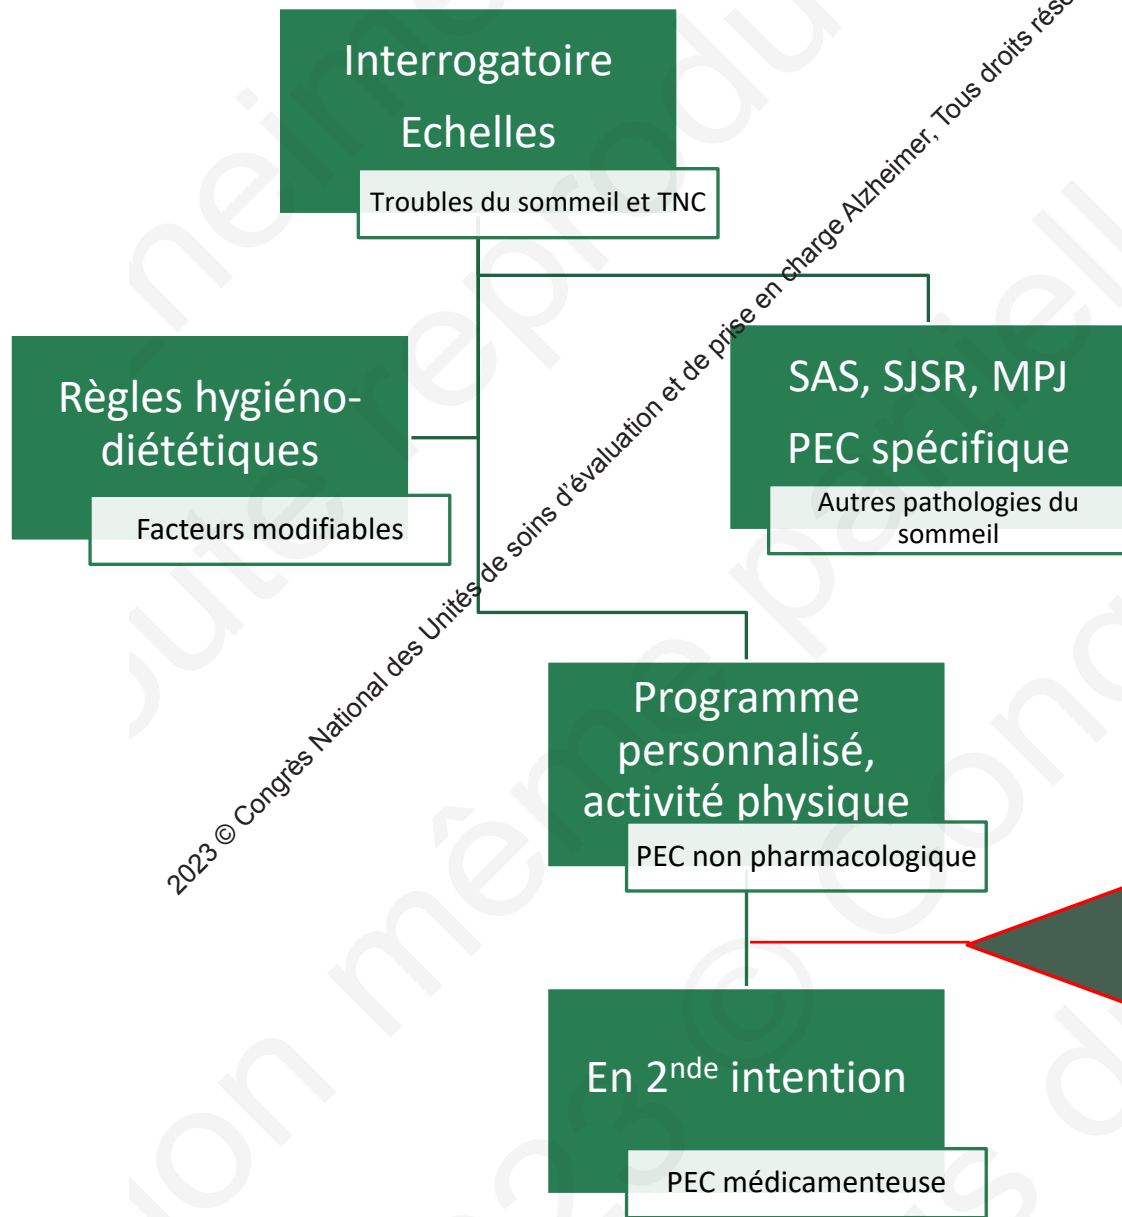 Interrogatoire
Echelles
Troubles du sommeil et TNC
Règles hygiéno-
diététiques
Facteurs modifiables
SAS, SJSR, MPJ
PEC spécifique
Autres pathologies du
sommeil
Programme
personnalisé,
activité physique
PEC non pharmacologique
En 2nde intention
PEC médicamenteuse
2023 © Congrès National des Unités de soins d'évaluation et de prise en charge Alzheimer, Tous droits rése